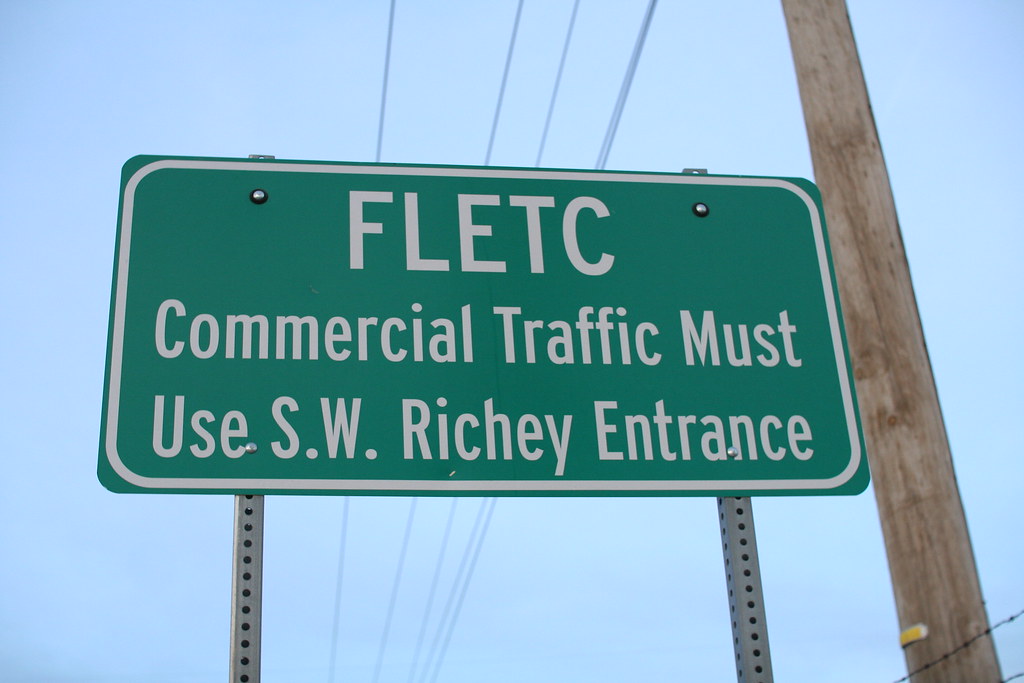 FLETC
Commercial Traffic Must
Use S.W. Richey Entrance